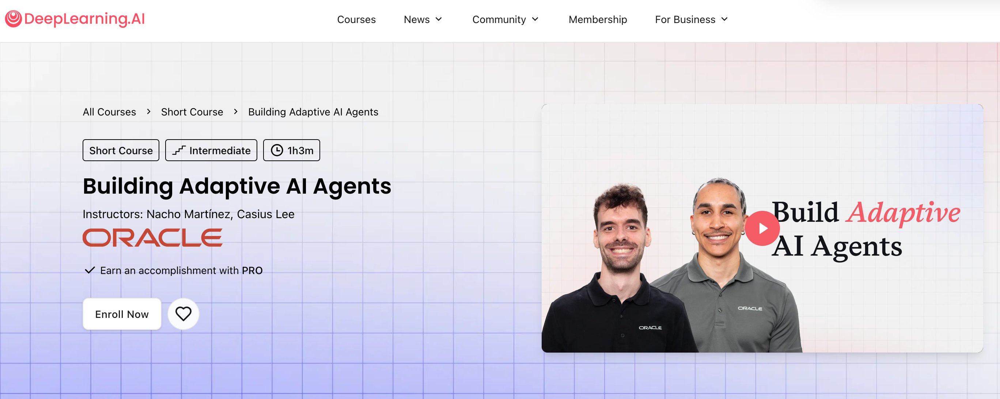 DeepLearning.AI
Courses
News
Community
Membership
For Business
All Courses > Short Course > Building Adaptive AI Agents
Short Course
Intermediate
1h3m
Building Adaptive AI Agents
Instructors: Nacho Martínez, Casius Lee
ORACLE
Earn an accomplishment with PRO
Enroll Now
Build Adaptive
AI Agents
ORACLE
ORACLE